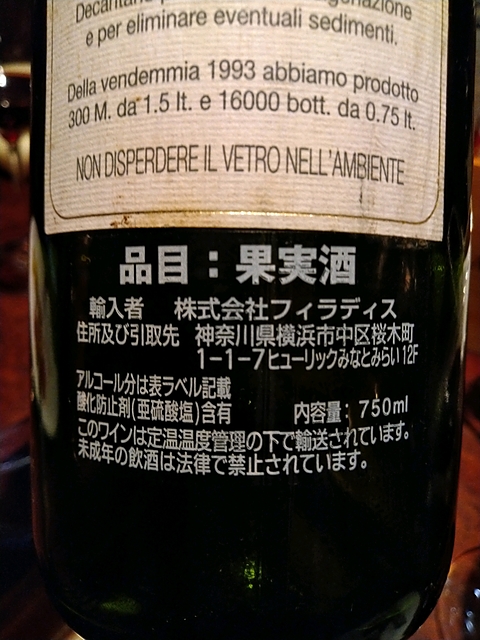 Decantare
e per eliminare eventuali sedimenti.
Della vendemmia 1993 abbiamo prodotto
300 M. da 1.5 lt. e 16000 bott. da 0.75 lt.
NON DISPERDERE IL VETRO NELL'AMBIENTE
品目：果実酒
輸入者 株式会社フィラディス
住所及び引取先 神奈川県横浜市中区桜木町
1-1-7ヒューリックみなとみらい12F
アルコール分は表ラベル記載
酸化防止剤(亜硫酸塩)含有 内容量：750ml
このワインは定温温度管理の下で輸送されています。
未成年の飲酒は法律で禁止されています。